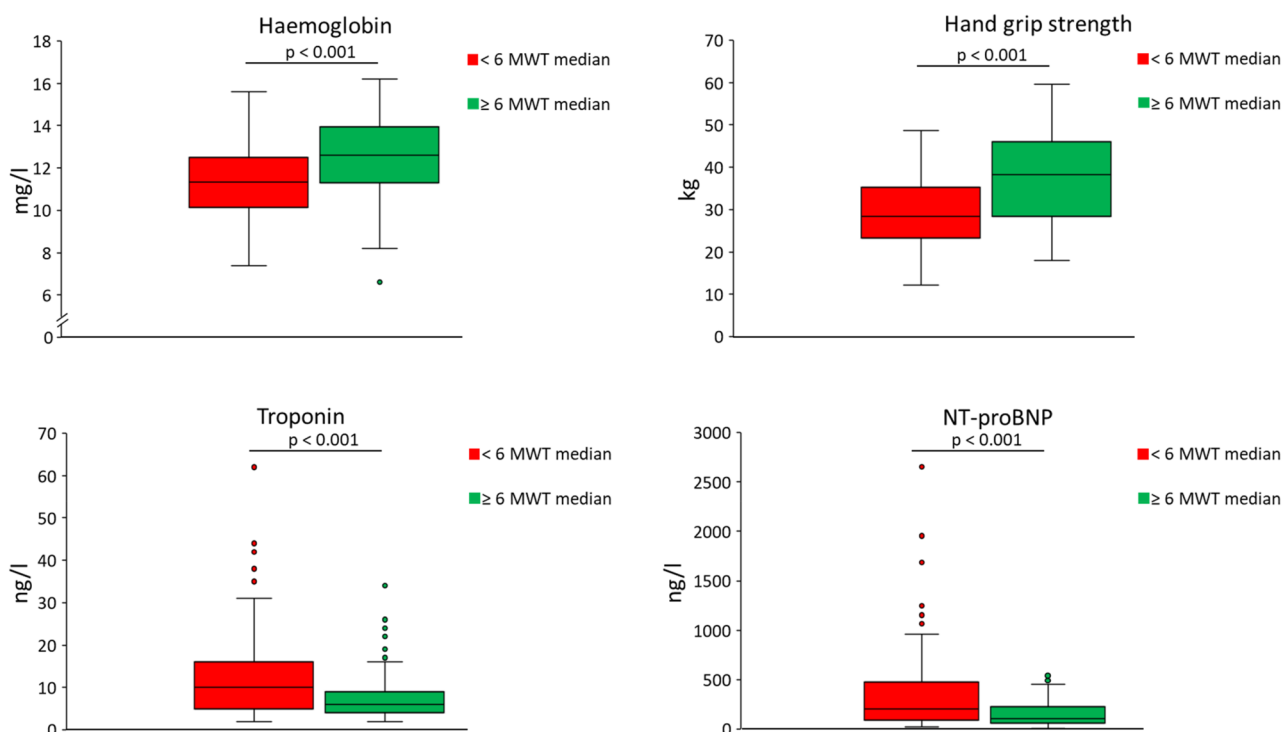 Haemoglobin
p < 0.001
18
16
14
12
10
8
6
0
mg/l
< 6 MWT median
≥ 6 MWT median
Hand grip strength
p < 0.001
70
60
50
40
30
20
10
0
kg
< 6 MWT median
≥ 6 MWT median
Troponin
p < 0.001
70
60
50
40
30
20
10
0
ng/l
< 6 MWT median
≥ 6 MWT median
NT-proBNP
p < 0.001
3000
2500
2000
1500
1000
500
0
ng/l
< 6 MWT median
≥ 6 MWT median